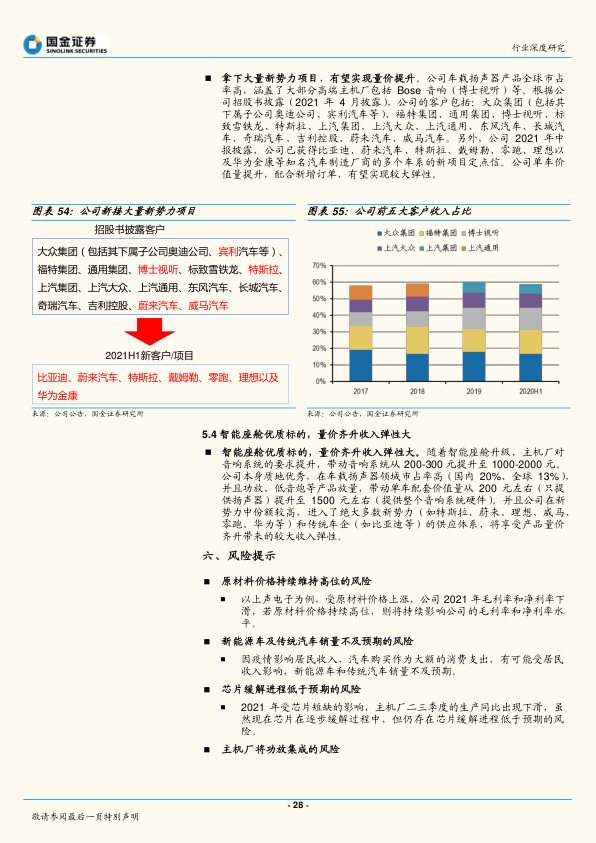 国金证券
SINOLINK SECURITIES
行业深度研究
■ 拿下大量新势力项目，有望实现量价提升。公司车载扬声器产品全球市占
率高，涵盖了大部分高端主机厂包括 Bose 音响（博士视听）等。根据公
司招股书披露（2021 年 4 月披露），公司的客户包括：大众集团（包括其
下属子公司奥迪公司、宾利汽车等）、福特集团、通用集团、博士视听、标
致雪铁龙、特斯拉、上汽集团、上汽大众、上汽通用、东风汽车、长城汽
车、奇瑞汽车、吉利控股、蔚来汽车、威马汽车。另外，公司 2021 年中
报披露，公司已获得比亚迪、蔚来汽车、特斯拉、戴姆勒、零跑、理想以
及华为金康等知名汽车制造厂商的多个车系的新项目定点信。公司单车价
值量提升，配合新增订单，有望实现较大弹性。
图表 54：公司新接大量新势力项目
招股书披露客户
大众集团（包括其下属子公司奥迪公司、宾利汽车等）、
福特集团、通用集团、博士视听、标致雪铁龙、特斯拉、
上汽集团、上汽大众、上汽通用、东风汽车、长城汽车、
奇瑞汽车、吉利控股、蔚来汽车、威马汽车
2021H1新客户/项目
比亚迪、蔚来汽车、特斯拉、戴姆勒、零跑、理想以及
华为金康
来源：公司公告，国金证券研究所
图表 55：公司前五大客户收入占比
大众集团 福特集团 博士视听
上汽大众 上汽集团 上汽通用
70%
60%
50%
40%
30%
20%
10%
0%
2017 2018 2019 2020H1
来源：公司公告，国金证券研究所
5.4 智能座舱优质标的，量价齐升收入弹性大
■ 智能座舱优质标的，量价齐升收入弹性大。随着智能座舱升级，主机厂对
音响系统的要求提升，带动音响系统从 200-300 元提升至 1000-2000 元。
公司本身质地优秀，在车载扬声器领域市占率高（国内 20%、全球 13%），
并且功放、低音炮等产品放量，带动单车配套价值量从 200 元左右（只提
供扬声器）提升至 1500 元左右（提供整个音响系统硬件），并且公司在新
势力中份额较高，进入了绝大多数新势力（如特斯拉、蔚来、理想、威马、
零跑、华为等）和传统车企（如比亚迪等）的供应体系，将享受产品量价
齐升带来的较大收入弹性。
六、风险提示
■ 原材料价格持续维持高位的风险
■ 以上声电子为例，受原材料价格上涨，公司 2021 年毛利率和净利率下
滑，若原材料价格持续高位，则将持续影响公司的毛利率和净利率水
平。
■ 新能源车及传统汽车销量不及预期的风险
■ 因疫情影响居民收入，汽车购买作为大额的消费支出，有可能受居民
收入影响，新能源车和传统汽车销量不及预期。
■ 芯片缓解进程低于预期的风险
■ 2021 年受芯片短缺的影响，主机厂二三季度的生产同比出现下滑，虽
然现在芯片在逐步缓解过程中，但仍存在芯片缓解进程低于预期的风
险。
■ 主机厂将功放集成的风险
- 28 -
敬请参阅最后一页特别声明